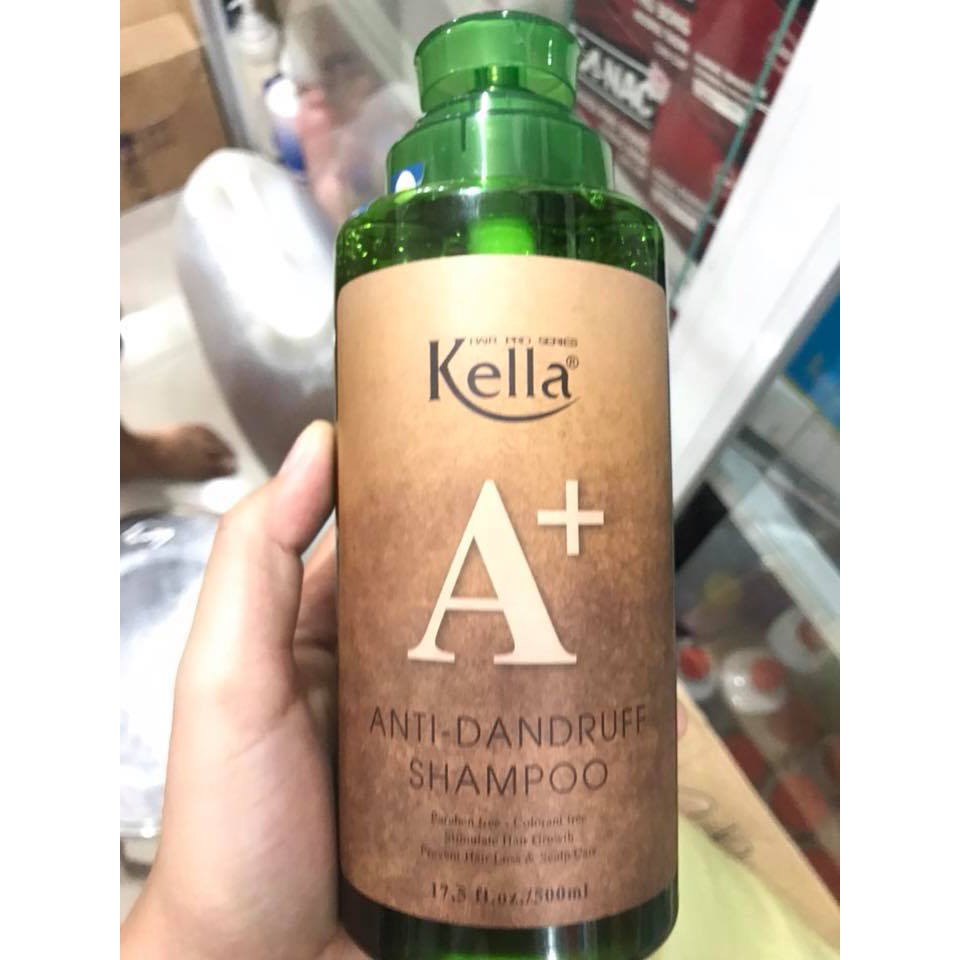 HAIR PRO SERIES
Kella®
A+
ANTI-DANDRUFF
SHAMPOO
Paraben free - Colorant free
Stimulate Hair Growth
Prevent Hair Loss & Scalp Care
17.5 fl.oz./500ml